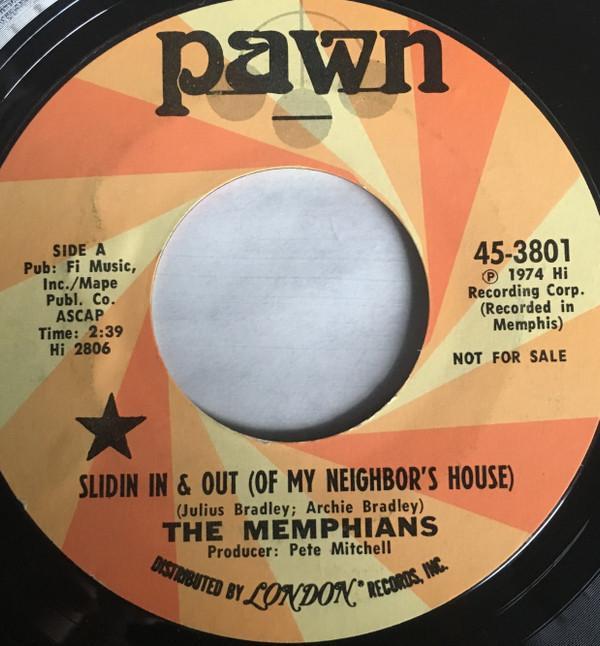 pawn
SIDE A
Pub: Fi Music,
Inc./Mape
Publ. Co.
ASCAP
Time: 2:39
Hi 2806
45-3801
Ⓟ 1974 Hi
Recording Corp.
(Recorded in
Memphis)
NOT FOR SALE
SLIDIN IN & OUT (OF MY NEIGHBOR'S HOUSE)
(Julius Bradley; Archie Bradley)
THE MEMPHIANS
Producer: Pete Mitchell
DISTRIBUTED BY LONDON® RECORDS, INC.